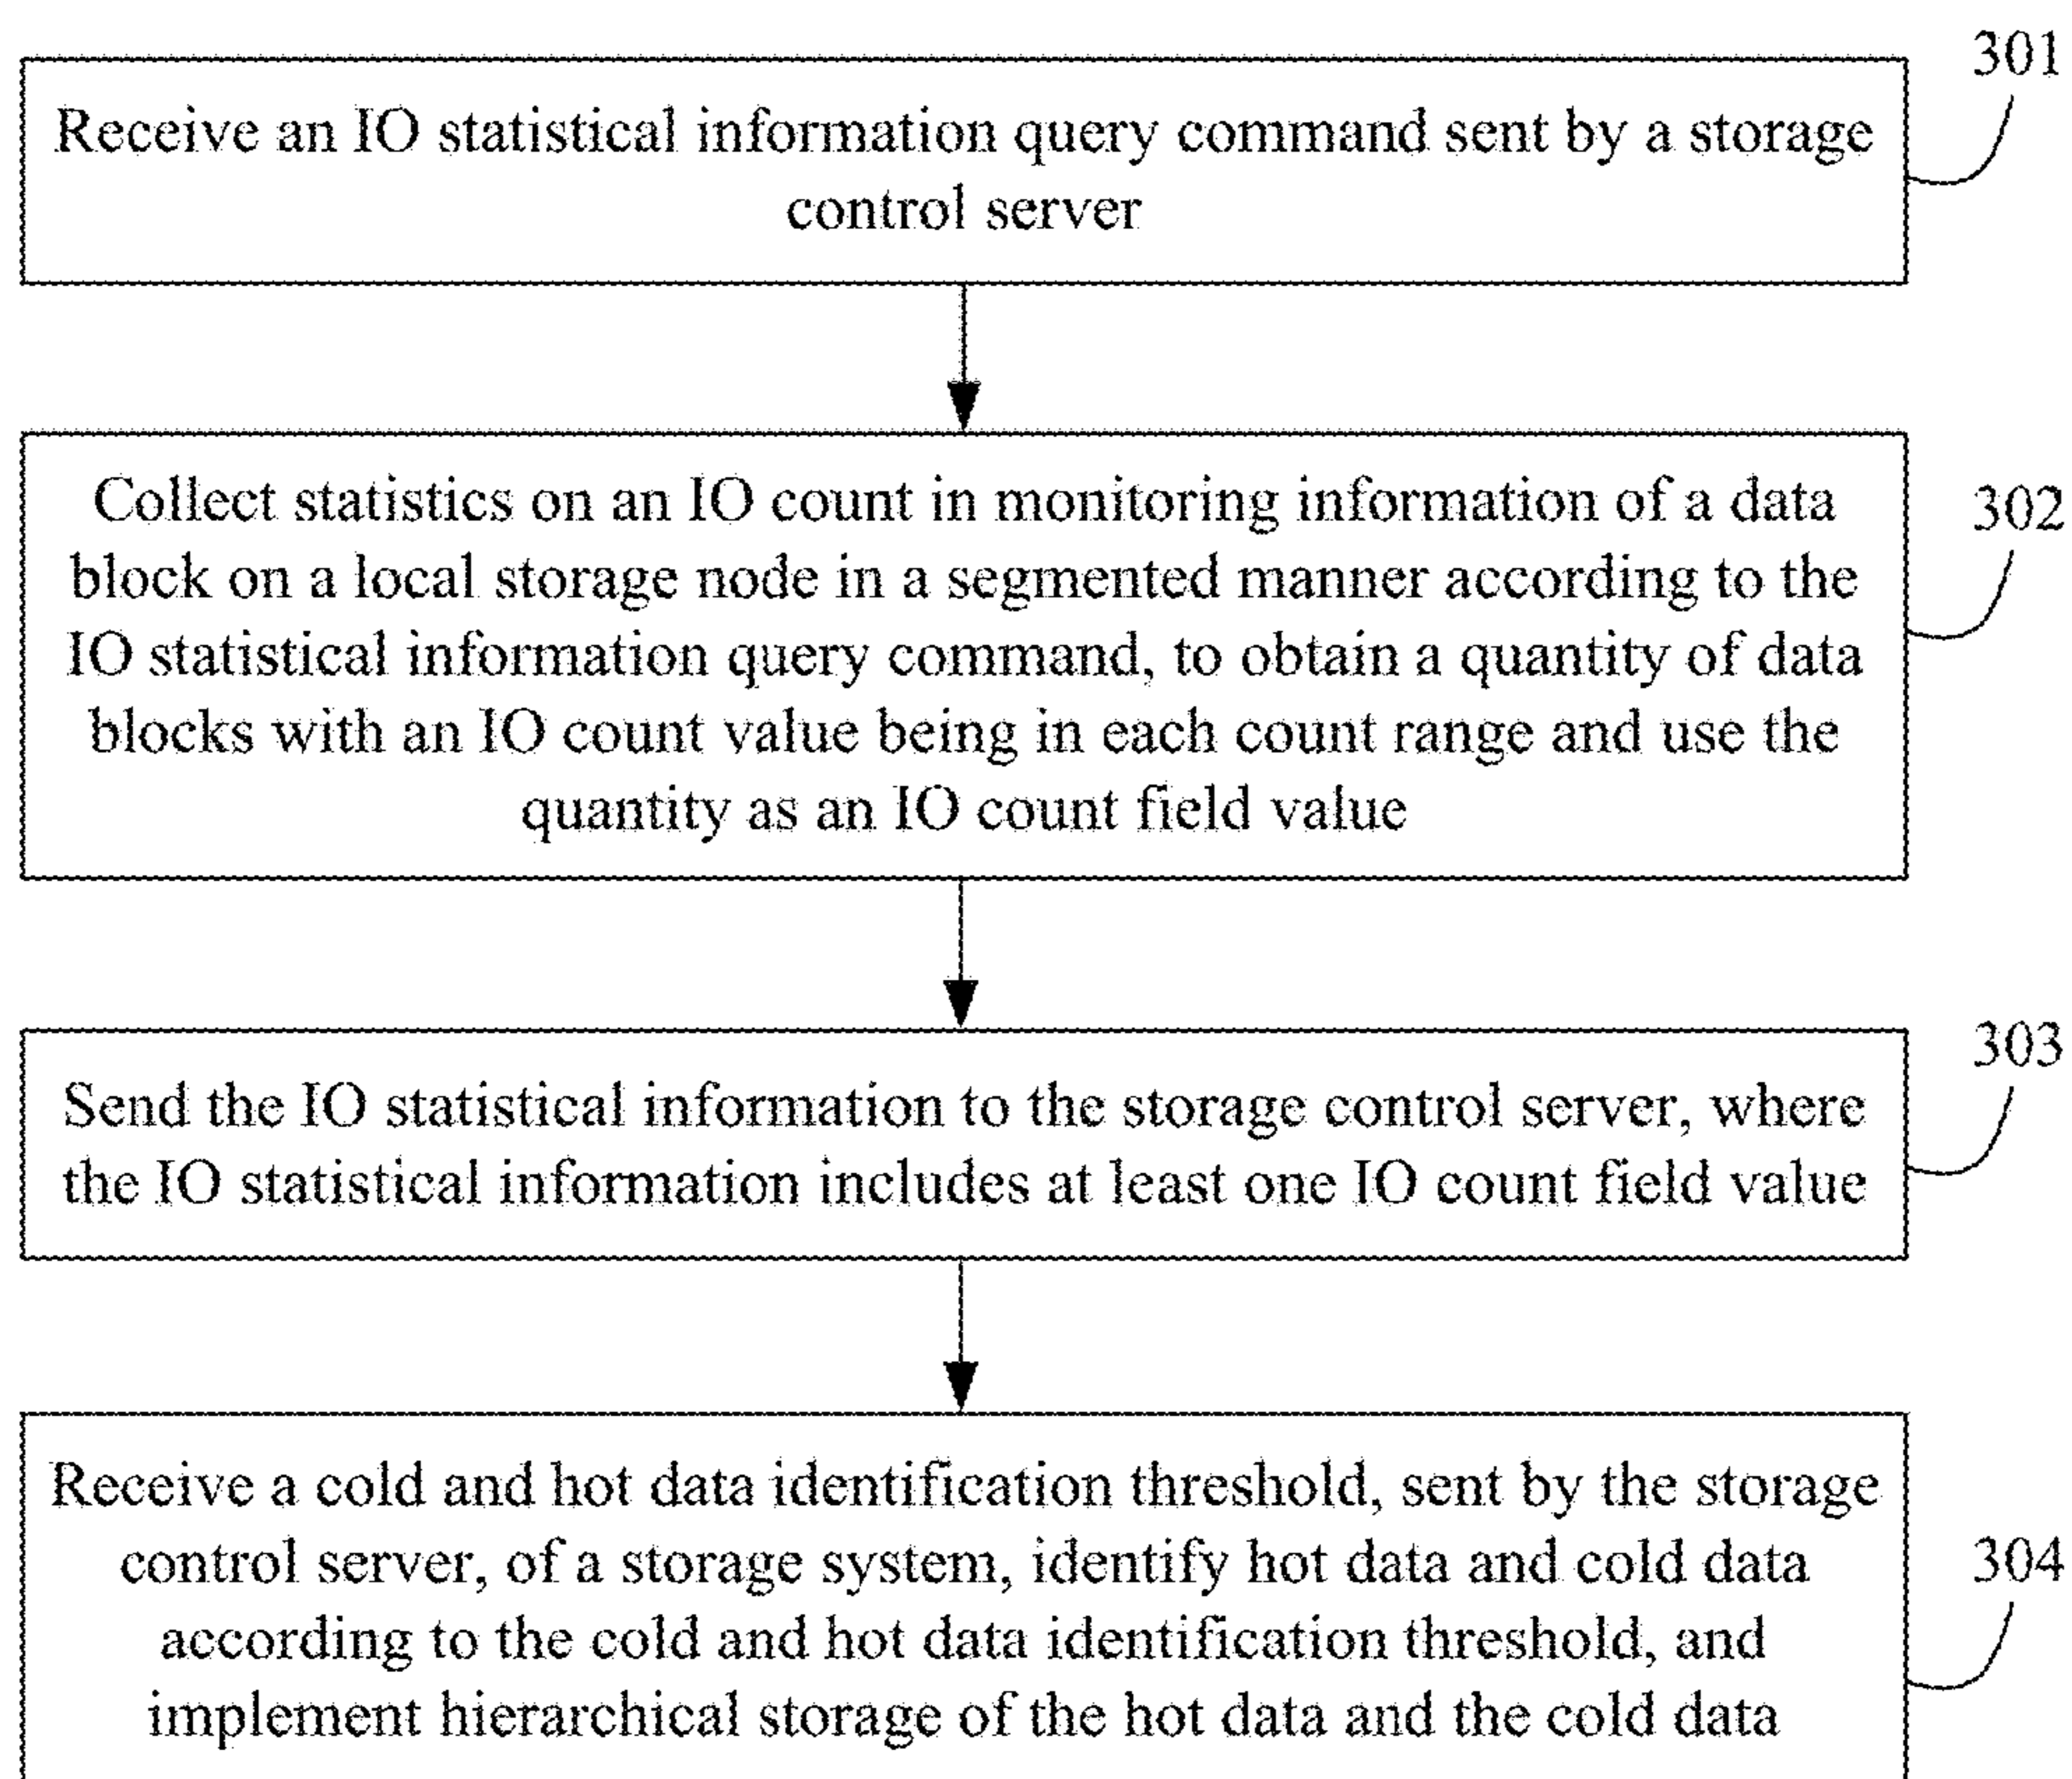 301
Receive an IO statistical information query command sent by a storage
control server
302
Collect statistics on an IO count in monitoring information of a data
block on a local storage node in a segmented manner according to the
IO statistical information query command, to obtain a quantity of data
blocks with an IO count value being in each count range and use the
quantity as an IO count field value
303
Send the IO statistical information to the storage control server, where
the IO statistical information includes at least one IO count field value
304
Receive a cold and hot data identification threshold, sent by the storage
control server, of a storage system, identify hot data and cold data
according to the cold and hot data identification threshold, and
implement hierarchical storage of the hot data and the cold data